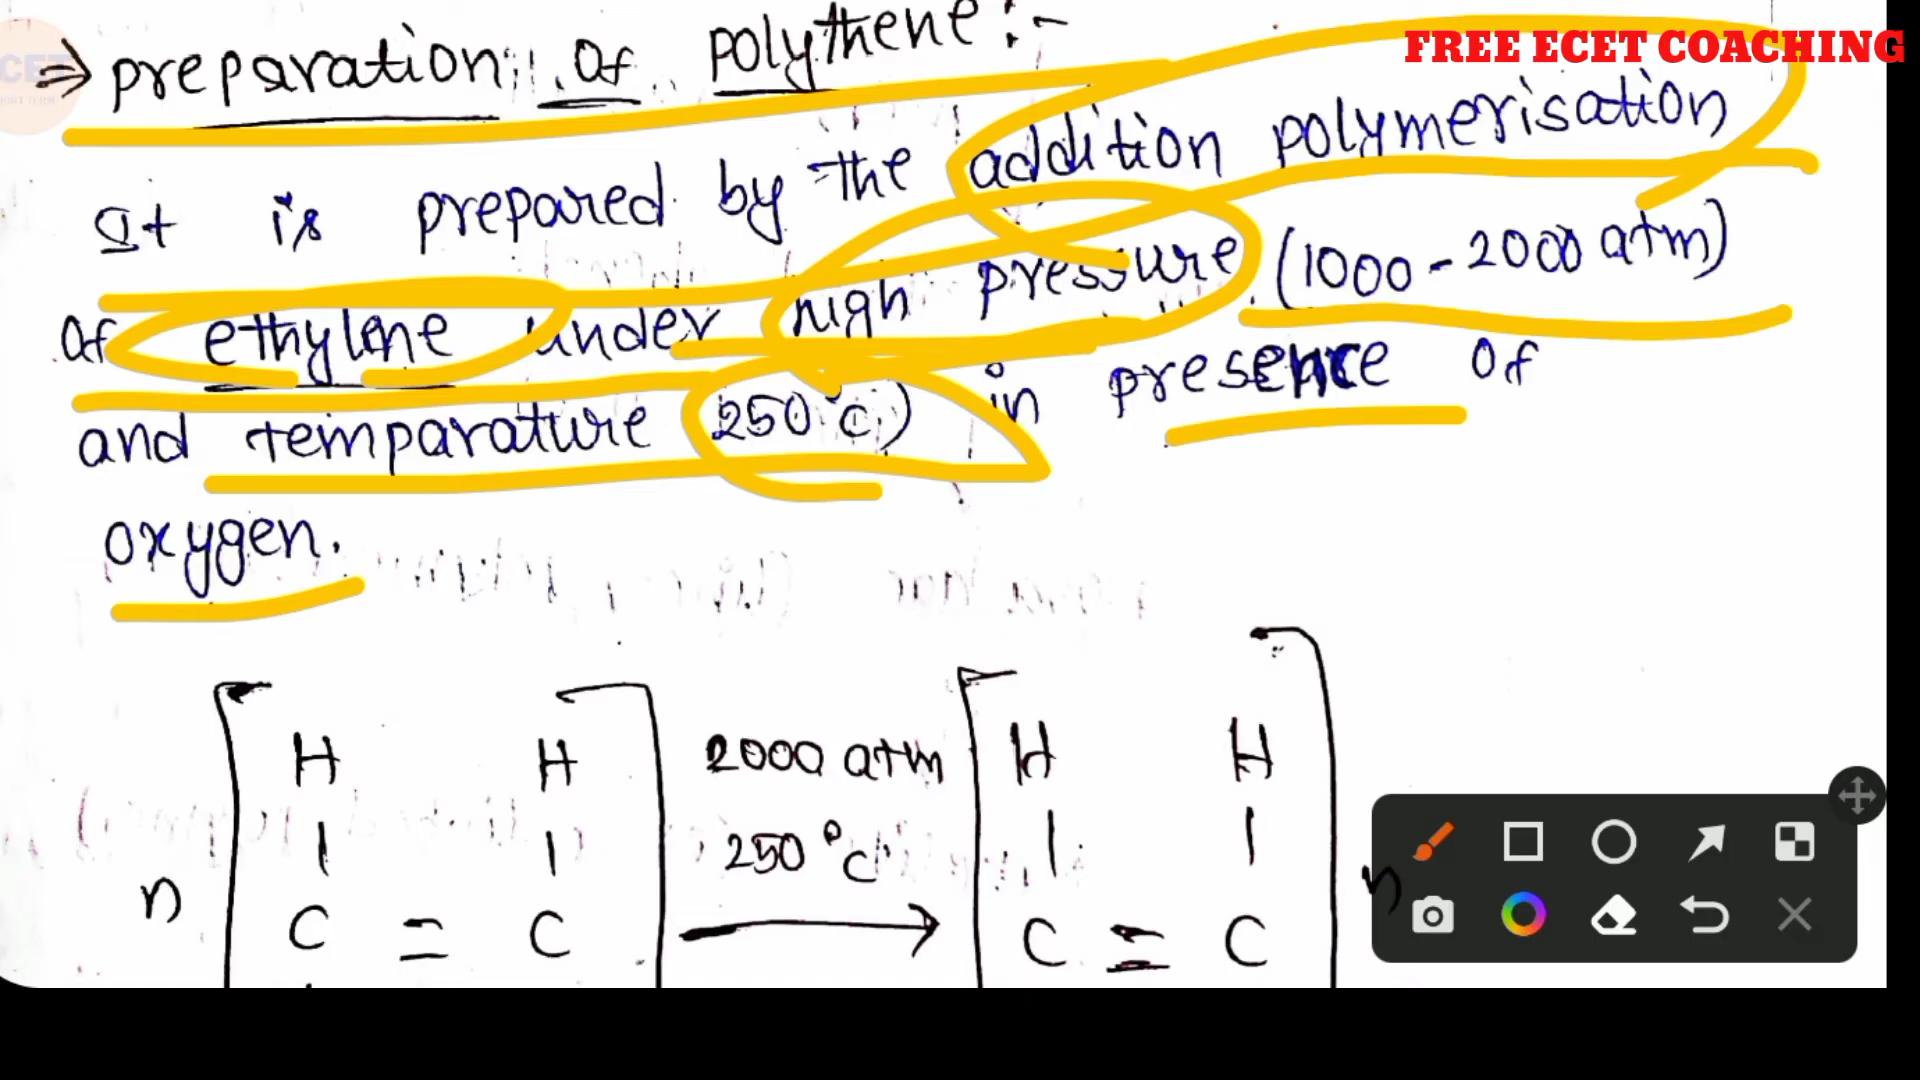 FREE ECET COACHING
⇒ preparation of polythene :-
It is prepared by the addition polymerisation
of ethylene under high pressure (1000 - 2000 atm)
and temparature 250°c) in presence of
oxygen.
H H 2000 atm H H
| | 250°c | |
n C = C → C = C n